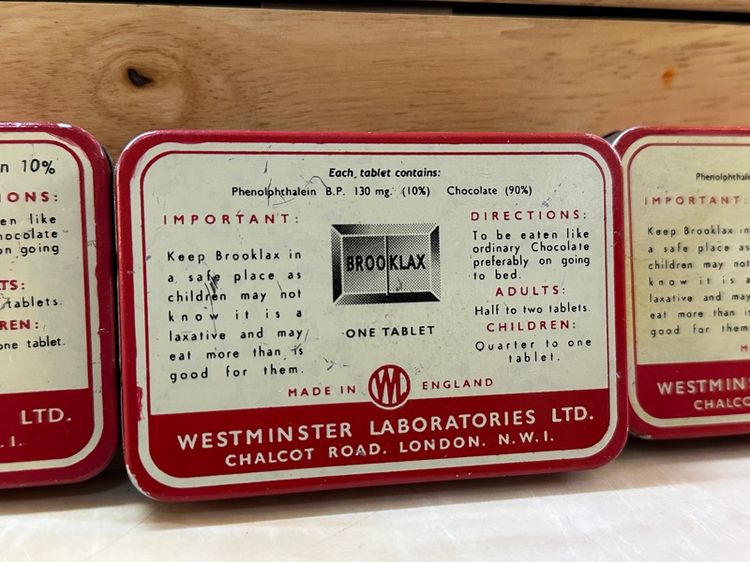 n 10%
IONS:
en like
hocolate
on going
TS:
tablets.
REN:
one tablet.
LTD.
.I.
Each tablet contains:
Phenolphthalein B.P. 130 mg. (10%) Chocolate (90%)
IMPORTANT:
Keep Brooklax in
a safe place as
children may not
know it is a
laxative and may
eat more than is
good for them.
BROOKLAX
ONE TABLET
DIRECTIONS:
To be eaten like
ordinary Chocolate
preferably on going
to bed.
ADULTS:
Half to two tablets.
CHILDREN:
Quarter to one
tablet.
MADE IN WL ENGLAND
WESTMINSTER LABORATORIES LTD.
CHALCOT ROAD. LONDON. N.W.I.
Phenolphthalein
IMPORTANT:
Keep Brooklax in
a safe place as
children may not
know it is a
laxative and may
eat more than is
good for them.
M
WESTMINS
CHALCO